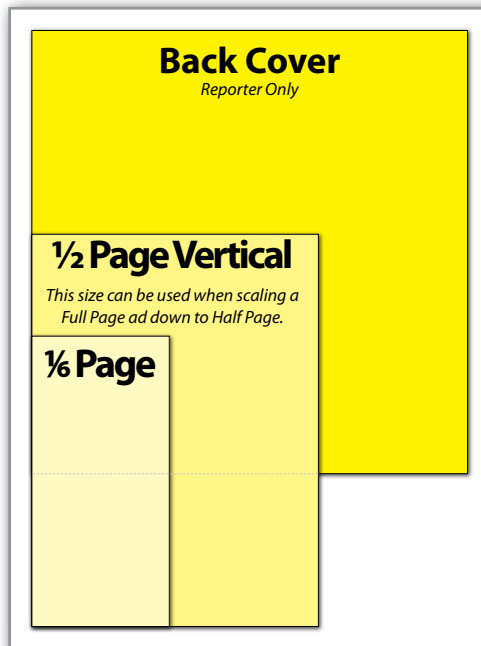 Back Cover
Reporter Only
½ Page Vertical
This size can be used when scaling a
Full Page ad down to Half Page.
⅙ Page